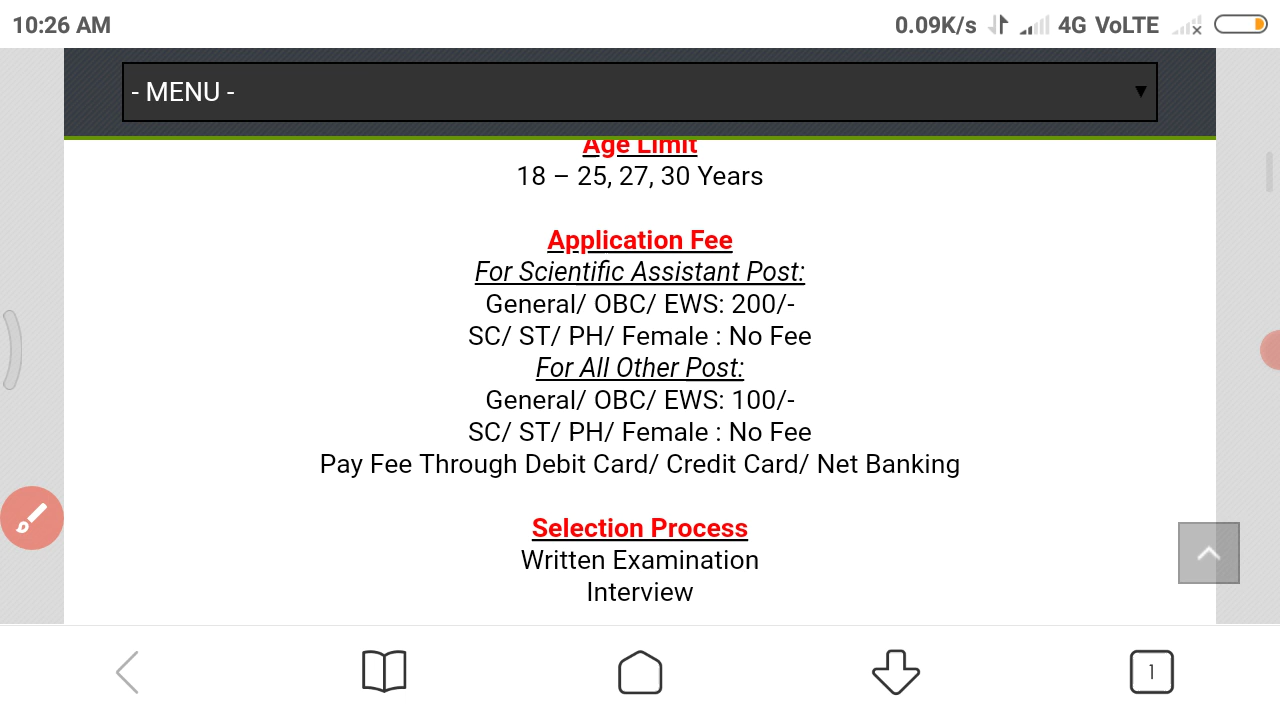 10:26 AM
0.09K/s
4G VoLTE
- MENU -
Age Limit
18 – 25, 27, 30 Years
Application Fee
For Scientific Assistant Post:
General/ OBC/ EWS: 200/-
SC/ ST/ PH/ Female : No Fee
For All Other Post:
General/ OBC/ EWS: 100/-
SC/ ST/ PH/ Female : No Fee
Pay Fee Through Debit Card/ Credit Card/ Net Banking
Selection Process
Written Examination
Interview
1